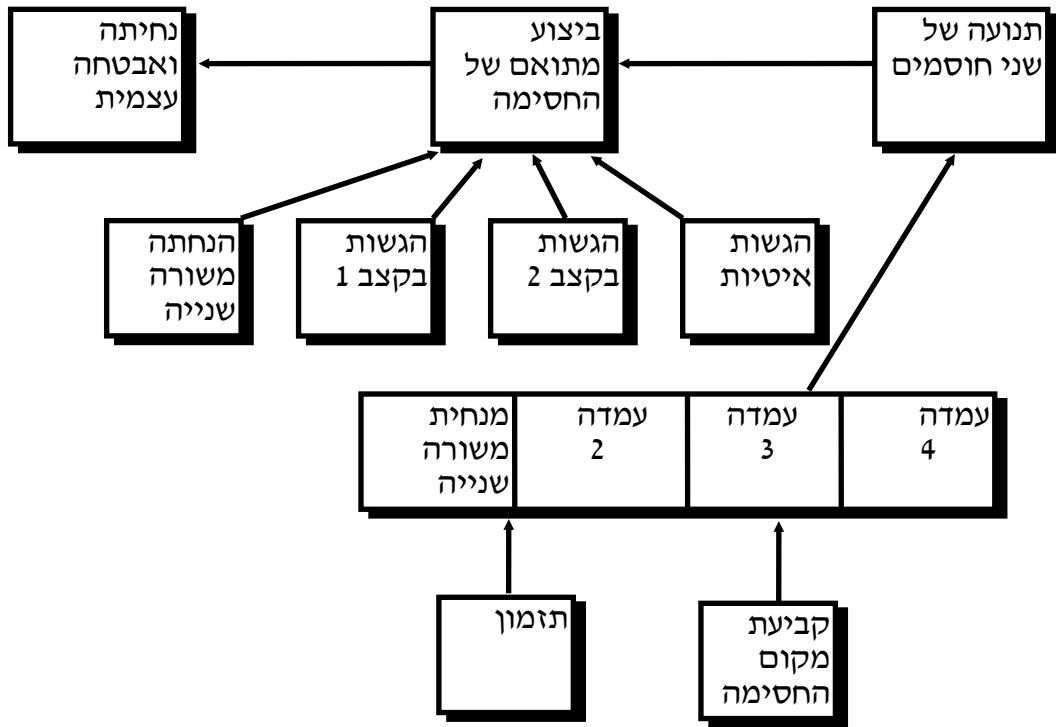 תנועה של
שני חוסמים
ביצוע
מתואם של
החסימה
נחיתה
ואבטחה
עצמית
הגשות
איטיות
הגשות
בקצב 2
הגשות
בקצב 1
הנחתה
משורה
שנייה
עמדה
4
עמדה
3
עמדה
2
מנחית
משורה
שנייה
קביעת
מקום
החסימה
תזמון